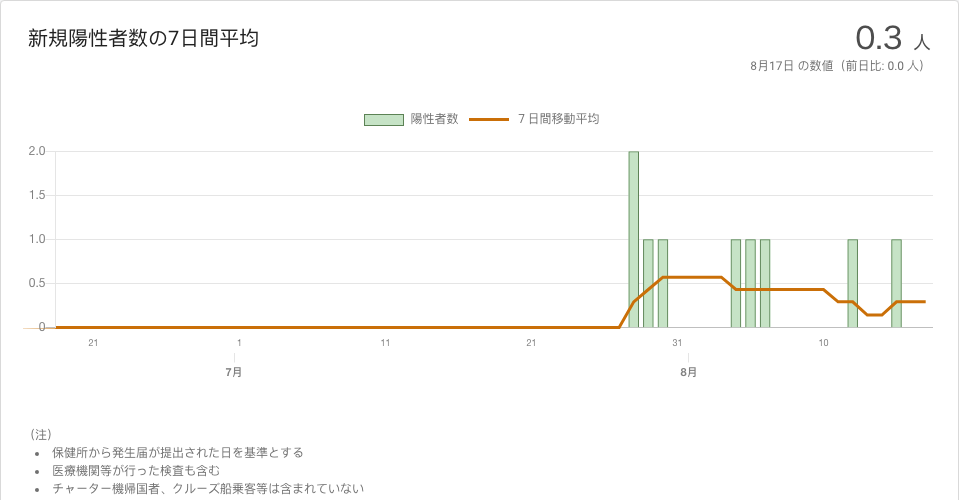 新規陽性者数の7日間平均
0.3 人
8月17日 の数値（前日比: 0.0 人）
陽性者数 7 日間移動平均
2.0
1.5
1.0
0.5
0
21 1 11 21 31 10
7月 8月
（注）
• 保健所から発生届が提出された日を基準とする
• 医療機関等が行った検査も含む
• チャーター機帰国者、クルーズ船乗客等は含まれていない